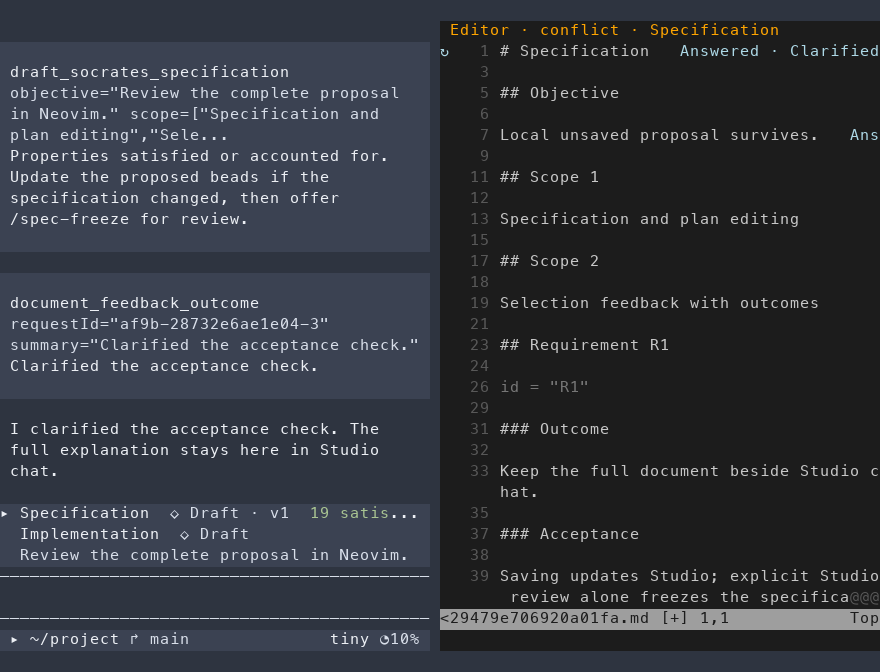 draft_socrates_specification
objective="Review the complete proposal
in Neovim." scope=["Specification and
plan editing","Sele...
Properties satisfied or accounted for.
Update the proposed beads if the
specification changed, then offer
/spec-freeze for review.
document_feedback_outcome
requestId="af9b-28732e6ae1e04-3"
summary="Clarified the acceptance check."
Clarified the acceptance check.
I clarified the acceptance check. The
full explanation stays here in Studio
chat.
▸ Specification ◇ Draft · v1 19 satis...
Implementation ◇ Draft
Review the complete proposal in Neovim.
▸ ~/project ↱ main tiny ◔10%
Editor · conflict · Specification
↻ 1 # Specification Answered · Clarified
3
5 ## Objective
6
7 Local unsaved proposal survives. Ans
9
11 ## Scope 1
12
13 Specification and plan editing
15
17 ## Scope 2
18
19 Selection feedback with outcomes
21
23 ## Requirement R1
24
26 id = "R1"
29
31 ### Outcome
32
33 Keep the full document beside Studio c
hat.
35
37 ### Acceptance
38
39 Saving updates Studio; explicit Studio
review alone freezes the specifica@@@
<29479e706920a01fa.md [+] 1,1 Top